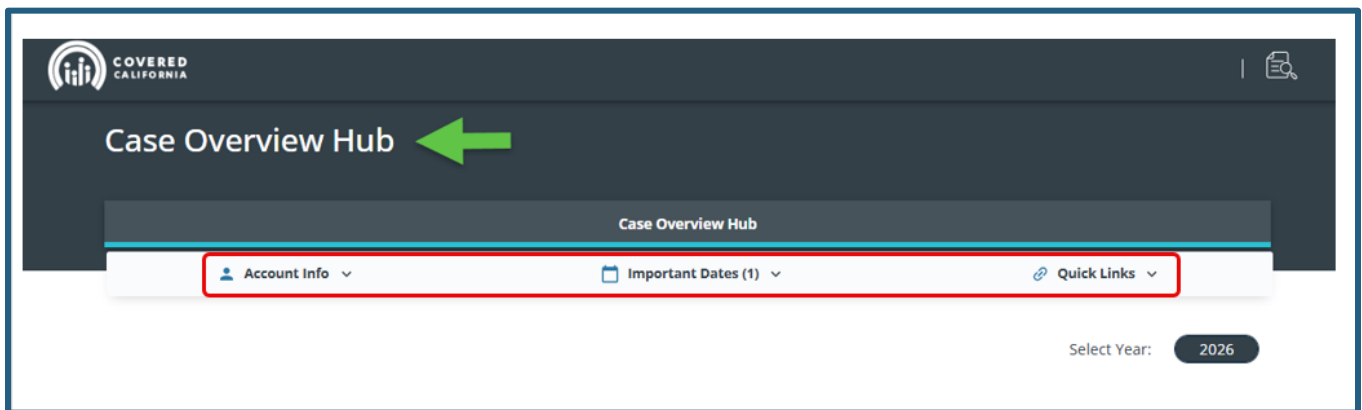 COVERED
CALIFORNIA
Case Overview Hub
Case Overview Hub
Account Info
Important Dates (1)
Quick Links
Select Year: 2026